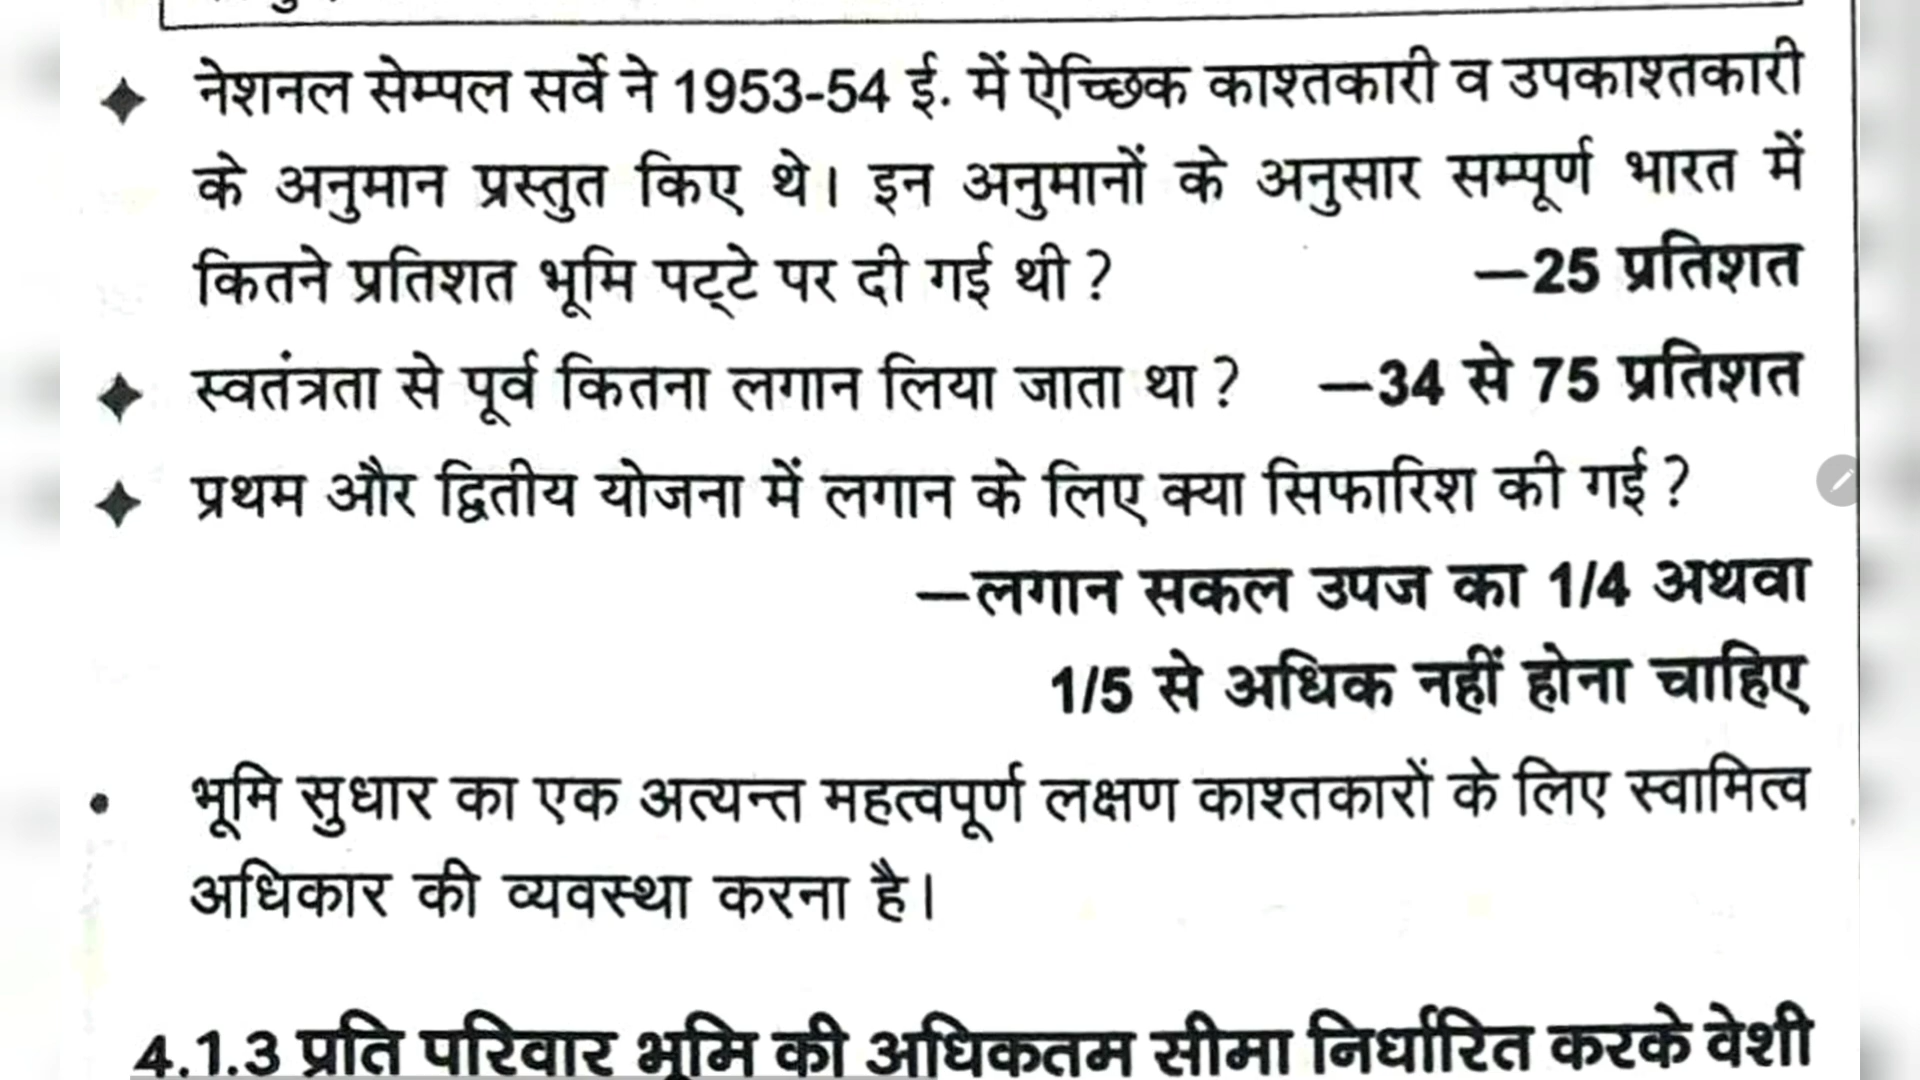 नेशनल सेम्पल सर्वे ने 1953-54 ई. में ऐच्छिक काश्तकारी व उपकाश्तकारी
के अनुमान प्रस्तुत किए थे। इन अनुमानों के अनुसार सम्पूर्ण भारत में
कितने प्रतिशत भूमि पट्टे पर दी गई थी ? —25 प्रतिशत
स्वतंत्रता से पूर्व कितना लगान लिया जाता था ? —34 से 75 प्रतिशत
प्रथम और द्वितीय योजना में लगान के लिए क्या सिफारिश की गई ?
—लगान सकल उपज का 1/4 अथवा
1/5 से अधिक नहीं होना चाहिए
• भूमि सुधार का एक अत्यन्त महत्वपूर्ण लक्षण काश्तकारों के लिए स्वामित्व
अधिकार की व्यवस्था करना है।
4.1.3 प्रति परिवार भूमि की अधिकतम सीमा निर्धारित करके वेशी